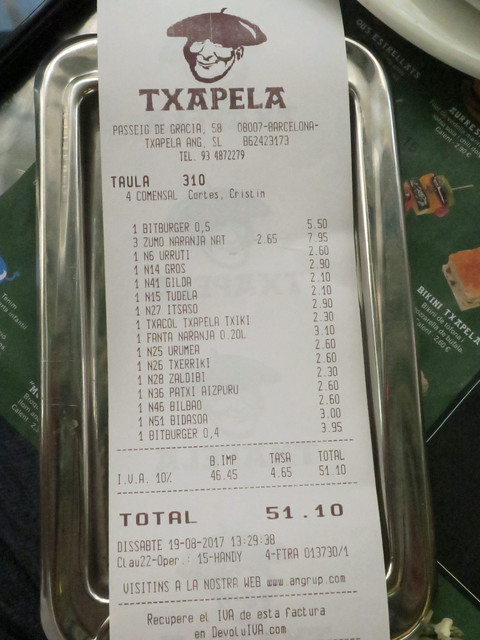 TXAPELA
PASSEIG DE GRACIA, 58 08007-BARCELONA-
TXAPELA ANG, SL B62423173
TEL. 93 4872279
TAULA 310
4 COMENSAL Cortes, Cristin
1 BITBURGER 0,5 5.50
3 ZUMO NARANJA NAT 2.65 7.95
1 N6 URRUTI 2.60
1 N14 GROS 2.90
1 N41 GILDA 2.10
1 N15 TUDELA 2.10
1 N27 ITSASO 2.90
1 TXACOL TXAPELA TXIKI 2.30
1 FANTA NARANJA 0.20L 3.10
1 N25 URUMEA 2.60
1 N26 TXERRIKI 2.60
1 N28 ZALDIBI 2.30
1 N36 PATXI AIZPURU 2.60
1 N46 BILBAO 2.60
1 N51 BIDASOA 3.00
1 BITBURGER 0,4 3.95
B.IMP TASA TOTAL
I.V.A. 10% 46.45 4.65 51.10
TOTAL 51.10
DISSABTE 19-08-2017 13:29:38
Clau22-Oper.: 15-HANDY 4-FTRA 013730/1
VISITINS A LA NOSTRA WEB www angrup.com
Recupere el IVA de esta factura
en DevoluIVA.com
OUS ESTRELLATS
BIKINI TXAPELA